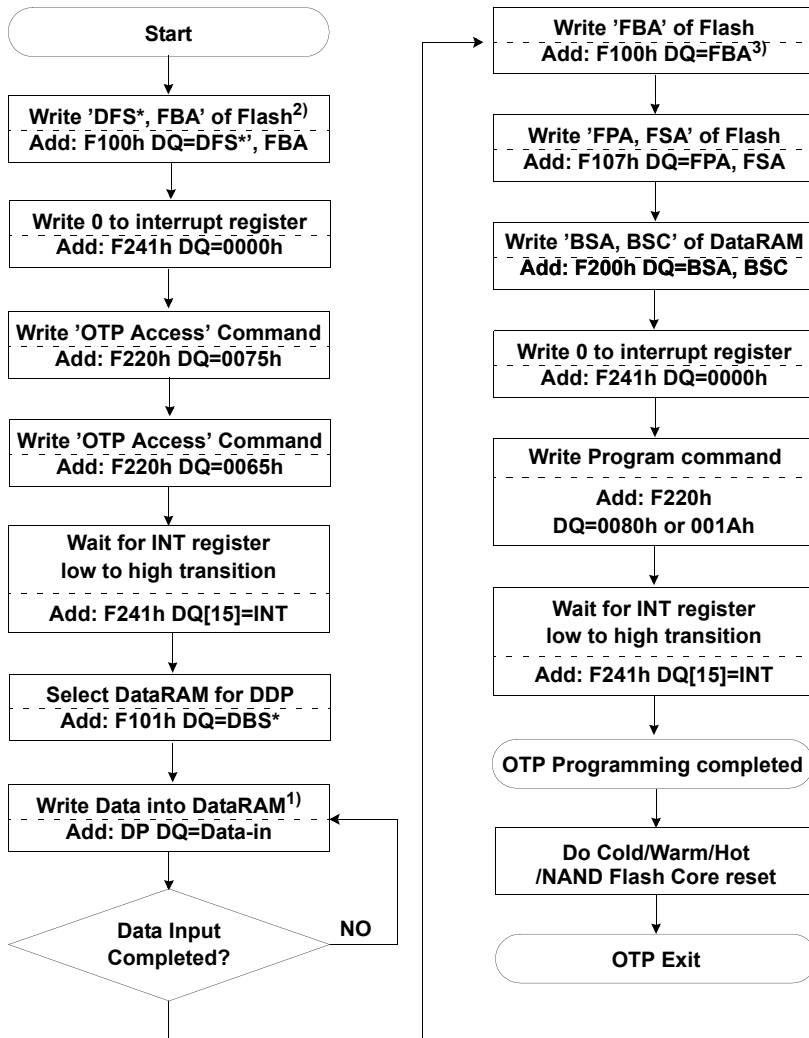 Start
Write ’DFS*, FBA’ of Flash2)
Add: F100h DQ=DFS*’, FBA
Write 0 to interrupt register
Add: F241h DQ=0000h
Write ’OTP Access’ Command
Add: F220h DQ=0075h
Write ’OTP Access’ Command
Add: F220h DQ=0065h
Wait for INT register
low to high transition
Add: F241h DQ[15]=INT
Select DataRAM for DDP
Add: F101h DQ=DBS*
Write Data into DataRAM1)
Add: DP DQ=Data-in
Data Input
Completed?
NO
Write ’FBA’ of Flash
Add: F100h DQ=FBA3)
Write ’FPA, FSA’ of Flash
Add: F107h DQ=FPA, FSA
Write ’BSA, BSC’ of DataRAM
Add: F200h DQ=BSA, BSC
Write 0 to interrupt register
Add: F241h DQ=0000h
Write Program command
Add: F220h
DQ=0080h or 001Ah
Wait for INT register
low to high transition
Add: F241h DQ[15]=INT
OTP Programming completed
Do Cold/Warm/Hot
/NAND Flash Core reset
OTP Exit